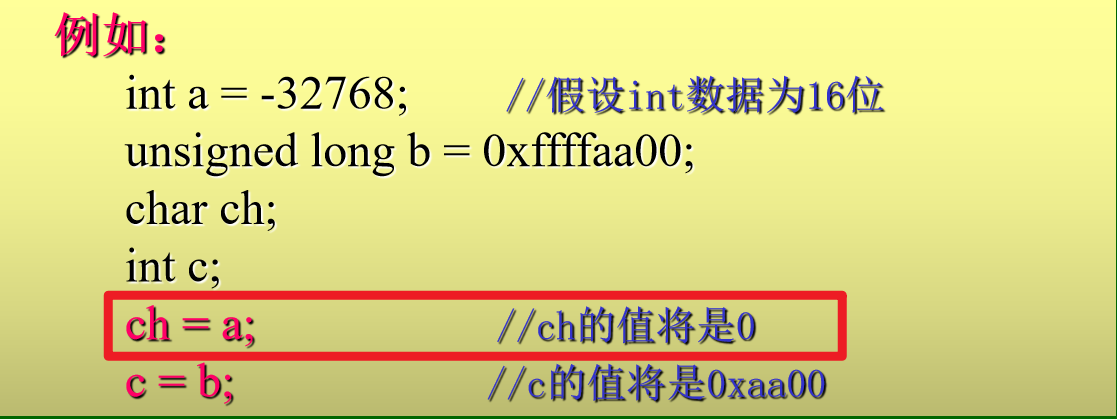 例如：
int a = -32768; //假设int数据为16位
unsigned long b = 0xffffaa00;
char ch;
int c;
ch = a; //ch的值将是0
c = b; //c的值将是0xaa00